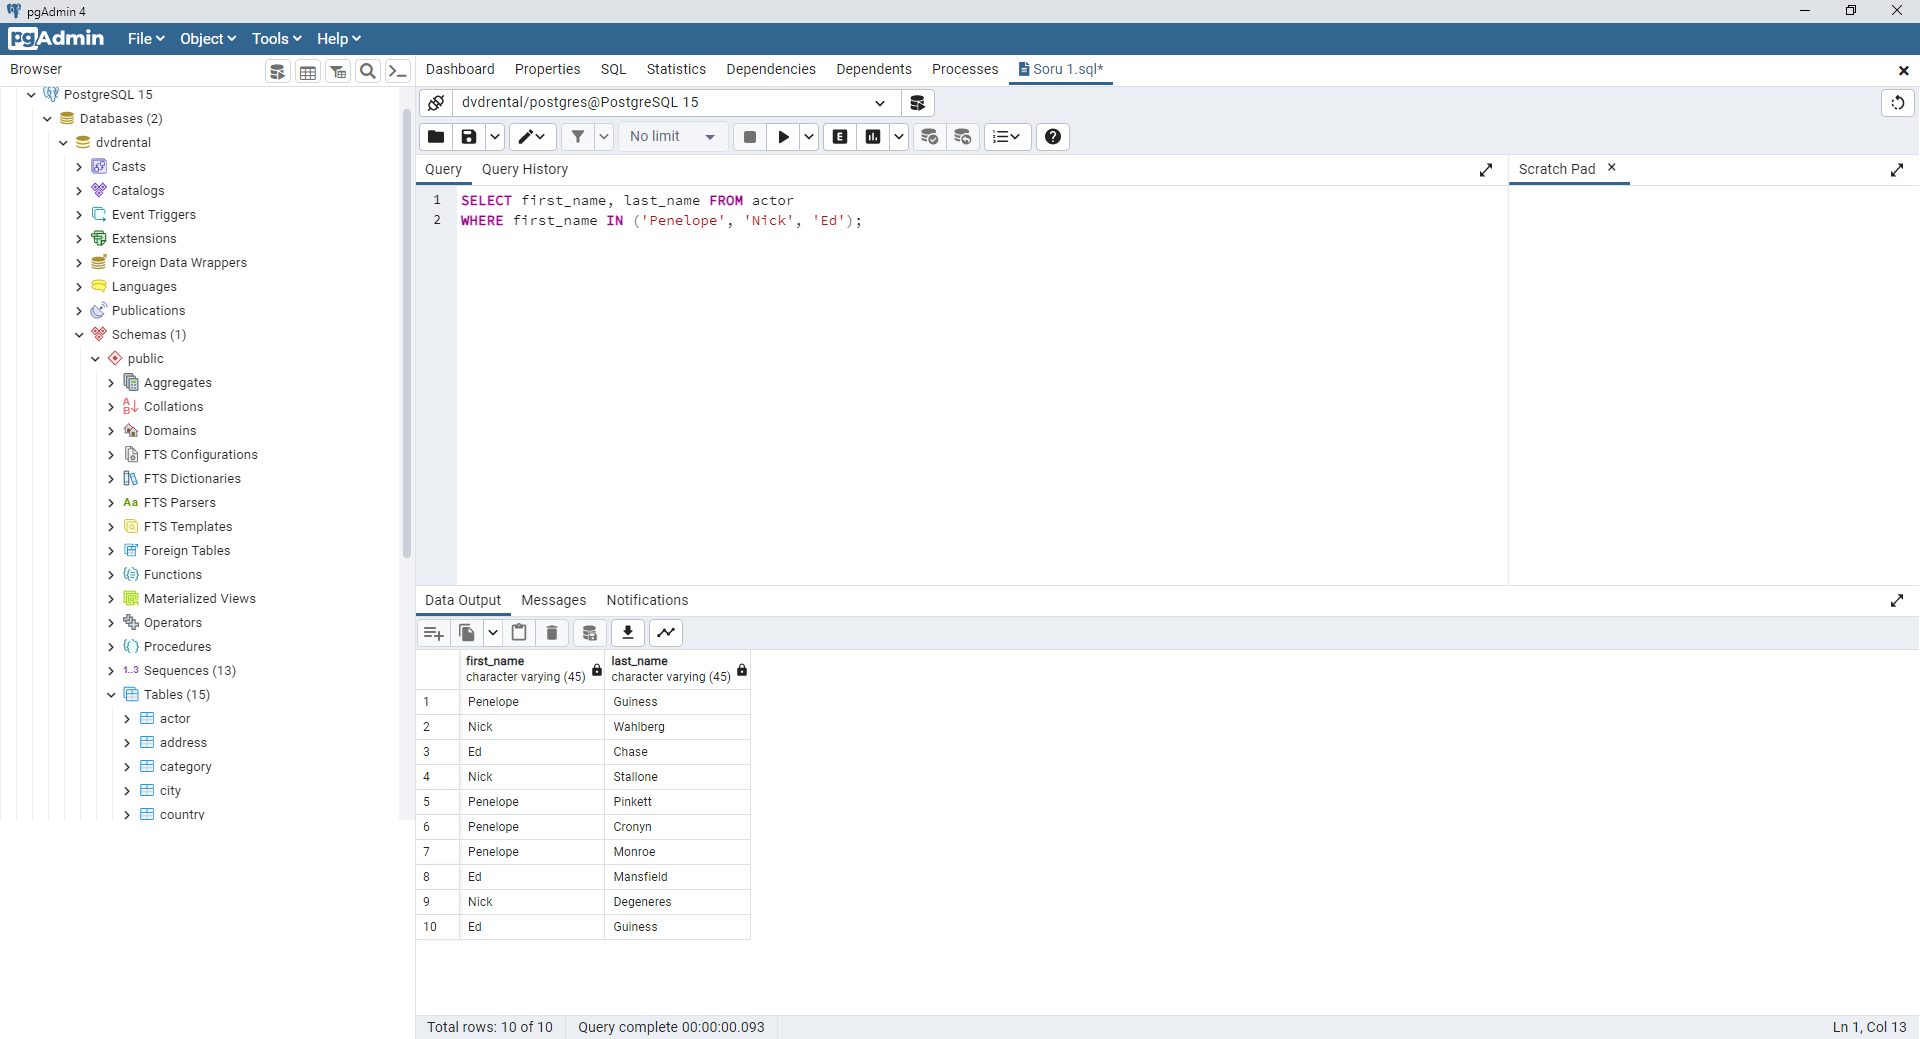 pgAdmin 4
pgAdmin File Object Tools Help
Browser
PostgreSQL 15
Databases (2)
dvdrental
Casts
Catalogs
Event Triggers
Extensions
Foreign Data Wrappers
Languages
Publications
Schemas (1)
public
Aggregates
Collations
Domains
FTS Configurations
FTS Dictionaries
Aa FTS Parsers
FTS Templates
Foreign Tables
Functions
Materialized Views
Operators
Procedures
1..3 Sequences (13)
Tables (15)
actor
address
category
city
country
Dashboard Properties SQL Statistics Dependencies Dependents Processes Soru 1.sql*
dvdrental/postgres@PostgreSQL 15
No limit E
Query Query History
Scratch Pad
1 SELECT first_name, last_name FROM actor
2 WHERE first_name IN ('Penelope', 'Nick', 'Ed');
Data Output Messages Notifications
first_name last_name
character varying (45) character varying (45)
1 Penelope Guiness
2 Nick Wahlberg
3 Ed Chase
4 Nick Stallone
5 Penelope Pinkett
6 Penelope Cronyn
7 Penelope Monroe
8 Ed Mansfield
9 Nick Degeneres
10 Ed Guiness
Total rows: 10 of 10 Query complete 00:00:00.093 Ln 1, Col 13